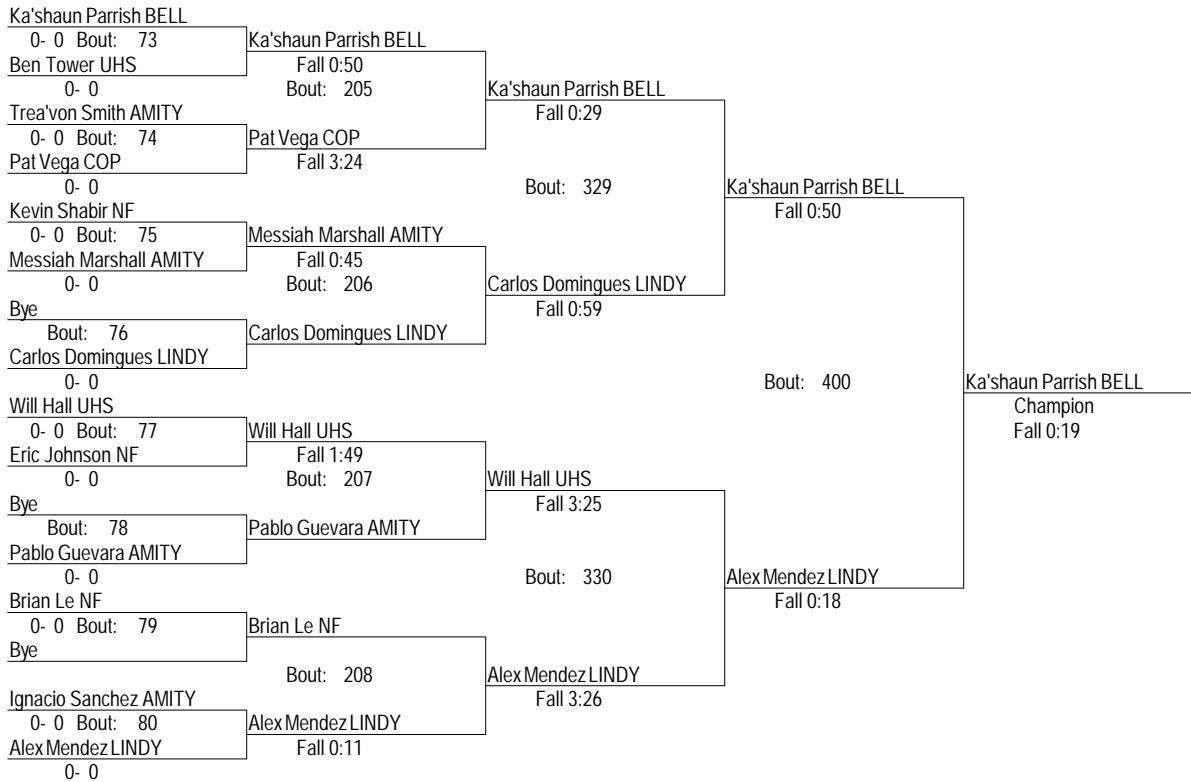 Ka'shaun Parrish BELL
0- 0 Bout: 73
Ka'shaun Parrish BELL
Ben Tower UHS
Fall 0:50
0- 0
Bout: 205
Ka'shaun Parrish BELL
Trea'von Smith AMITY
Fall 0:29
0- 0 Bout: 74
Pat Vega COP
Pat Vega COP
Fall 3:24
0- 0
Bout: 329
Ka'shaun Parrish BELL
Kevin Shabir NF
Fall 0:50
0- 0 Bout: 75
Messiah Marshall AMITY
Messiah Marshall AMITY
Fall 0:45
0- 0
Bout: 206
Carlos Domingues LINDY
Bye
Fall 0:59
Bout: 76
Carlos Domingues LINDY
Carlos Domingues LINDY
0- 0
Bout: 400
Ka'shaun Parrish BELL
Will Hall UHS
Champion
0- 0 Bout: 77
Will Hall UHS
Fall 0:19
Eric Johnson NF
Fall 1:49
0- 0
Bout: 207
Will Hall UHS
Bye
Fall 3:25
Bout: 78
Pablo Guevara AMITY
Pablo Guevara AMITY
0- 0
Bout: 330
Alex Mendez LINDY
Brian Le NF
Fall 0:18
0- 0 Bout: 79
Brian Le NF
Bye
Bout: 208
Alex Mendez LINDY
Ignacio Sanchez AMITY
Fall 3:26
0- 0 Bout: 80
Alex Mendez LINDY
Alex Mendez LINDY
Fall 0:11
0- 0